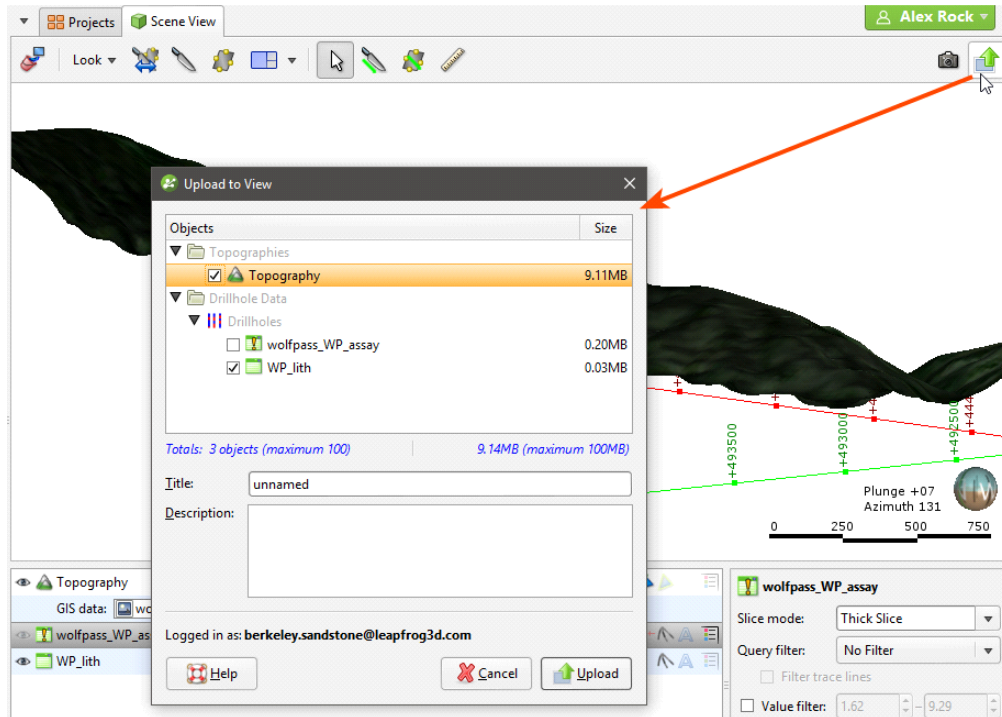 Projects Scene View Alex Rock
Look
Upload to View
Objects Size
Topographies
Topography 9.11MB
Drillhole Data
Drillholes
wolfpass_WP_assay 0.20MB
WP_lith 0.03MB
Totals: 3 objects (maximum 100) 9.14MB (maximum 100MB)
Title: unnamed
Description:
Logged in as: berkeley.sandstone@leapfrog3d.com
Help Cancel Upload
+493500
+493000
+492500
+444
Plunge +07
Azimuth 131
0 250 500 750
Topography
GIS data: wo
wolfpass_WP_as
WP_lith
wolfpass_WP_assay
Slice mode: Thick Slice
Query filter: No Filter
Filter trace lines
Value filter: 1.62 – 9.29